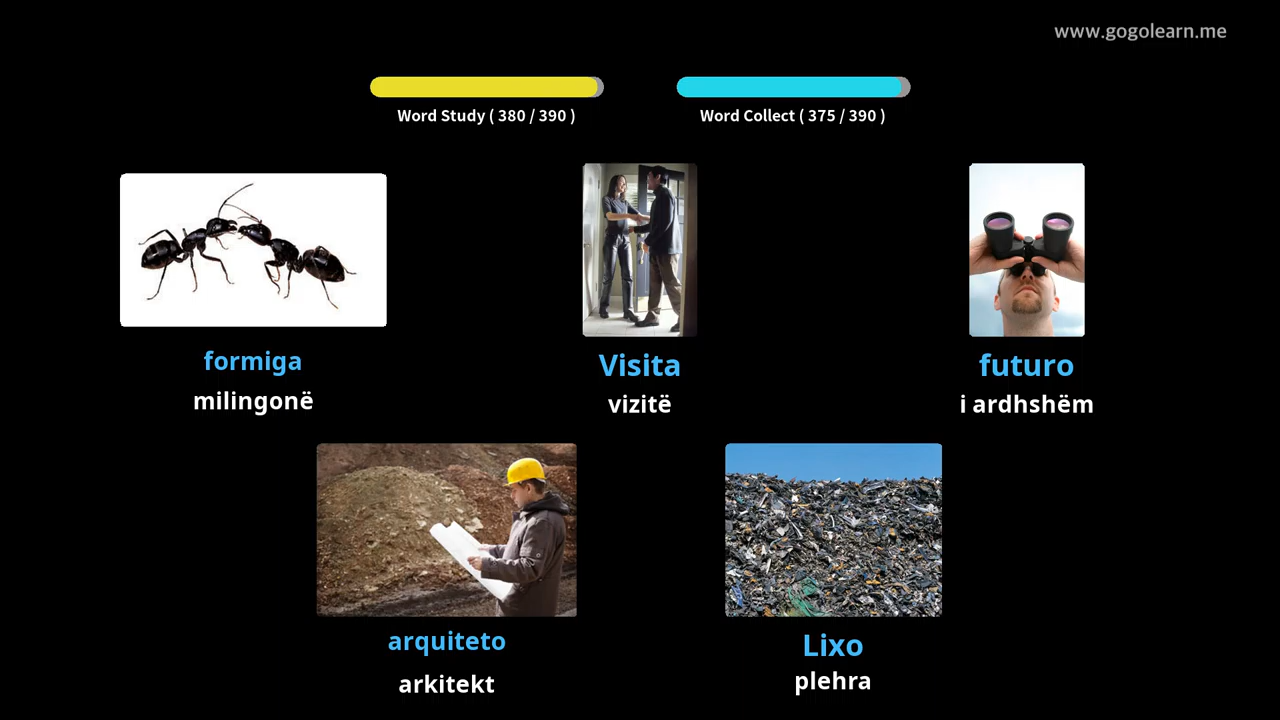 www.gogolearn.me
Word Study ( 380 / 390 )
Word Collect ( 375 / 390 )
formiga
milingonë
Visita
vizitë
futuro
i ardhshëm
arquiteto
arkitekt
Lixo
plehra